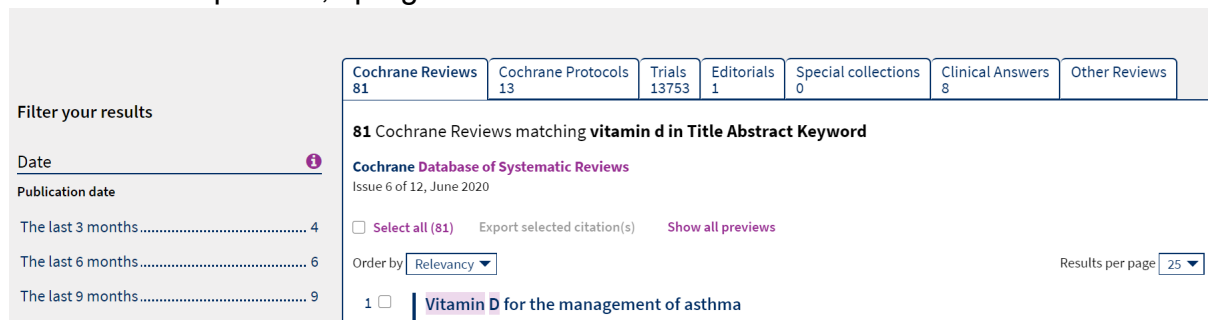 Cochrane Reviews
81
Cochrane Protocols
13
Trials
13753
Editorials
1
Special collections
0
Clinical Answers
8
Other Reviews
Filter your results
Date
Publication date
The last 3 months 4
The last 6 months 6
The last 9 months 9
81 Cochrane Reviews matching vitamin d in Title Abstract Keyword
Cochrane Database of Systematic Reviews
Issue 6 of 12, June 2020
Select all (81) Export selected citation(s) Show all previews
Order by Relevancy Results per page 25
1 Vitamin D for the management of asthma